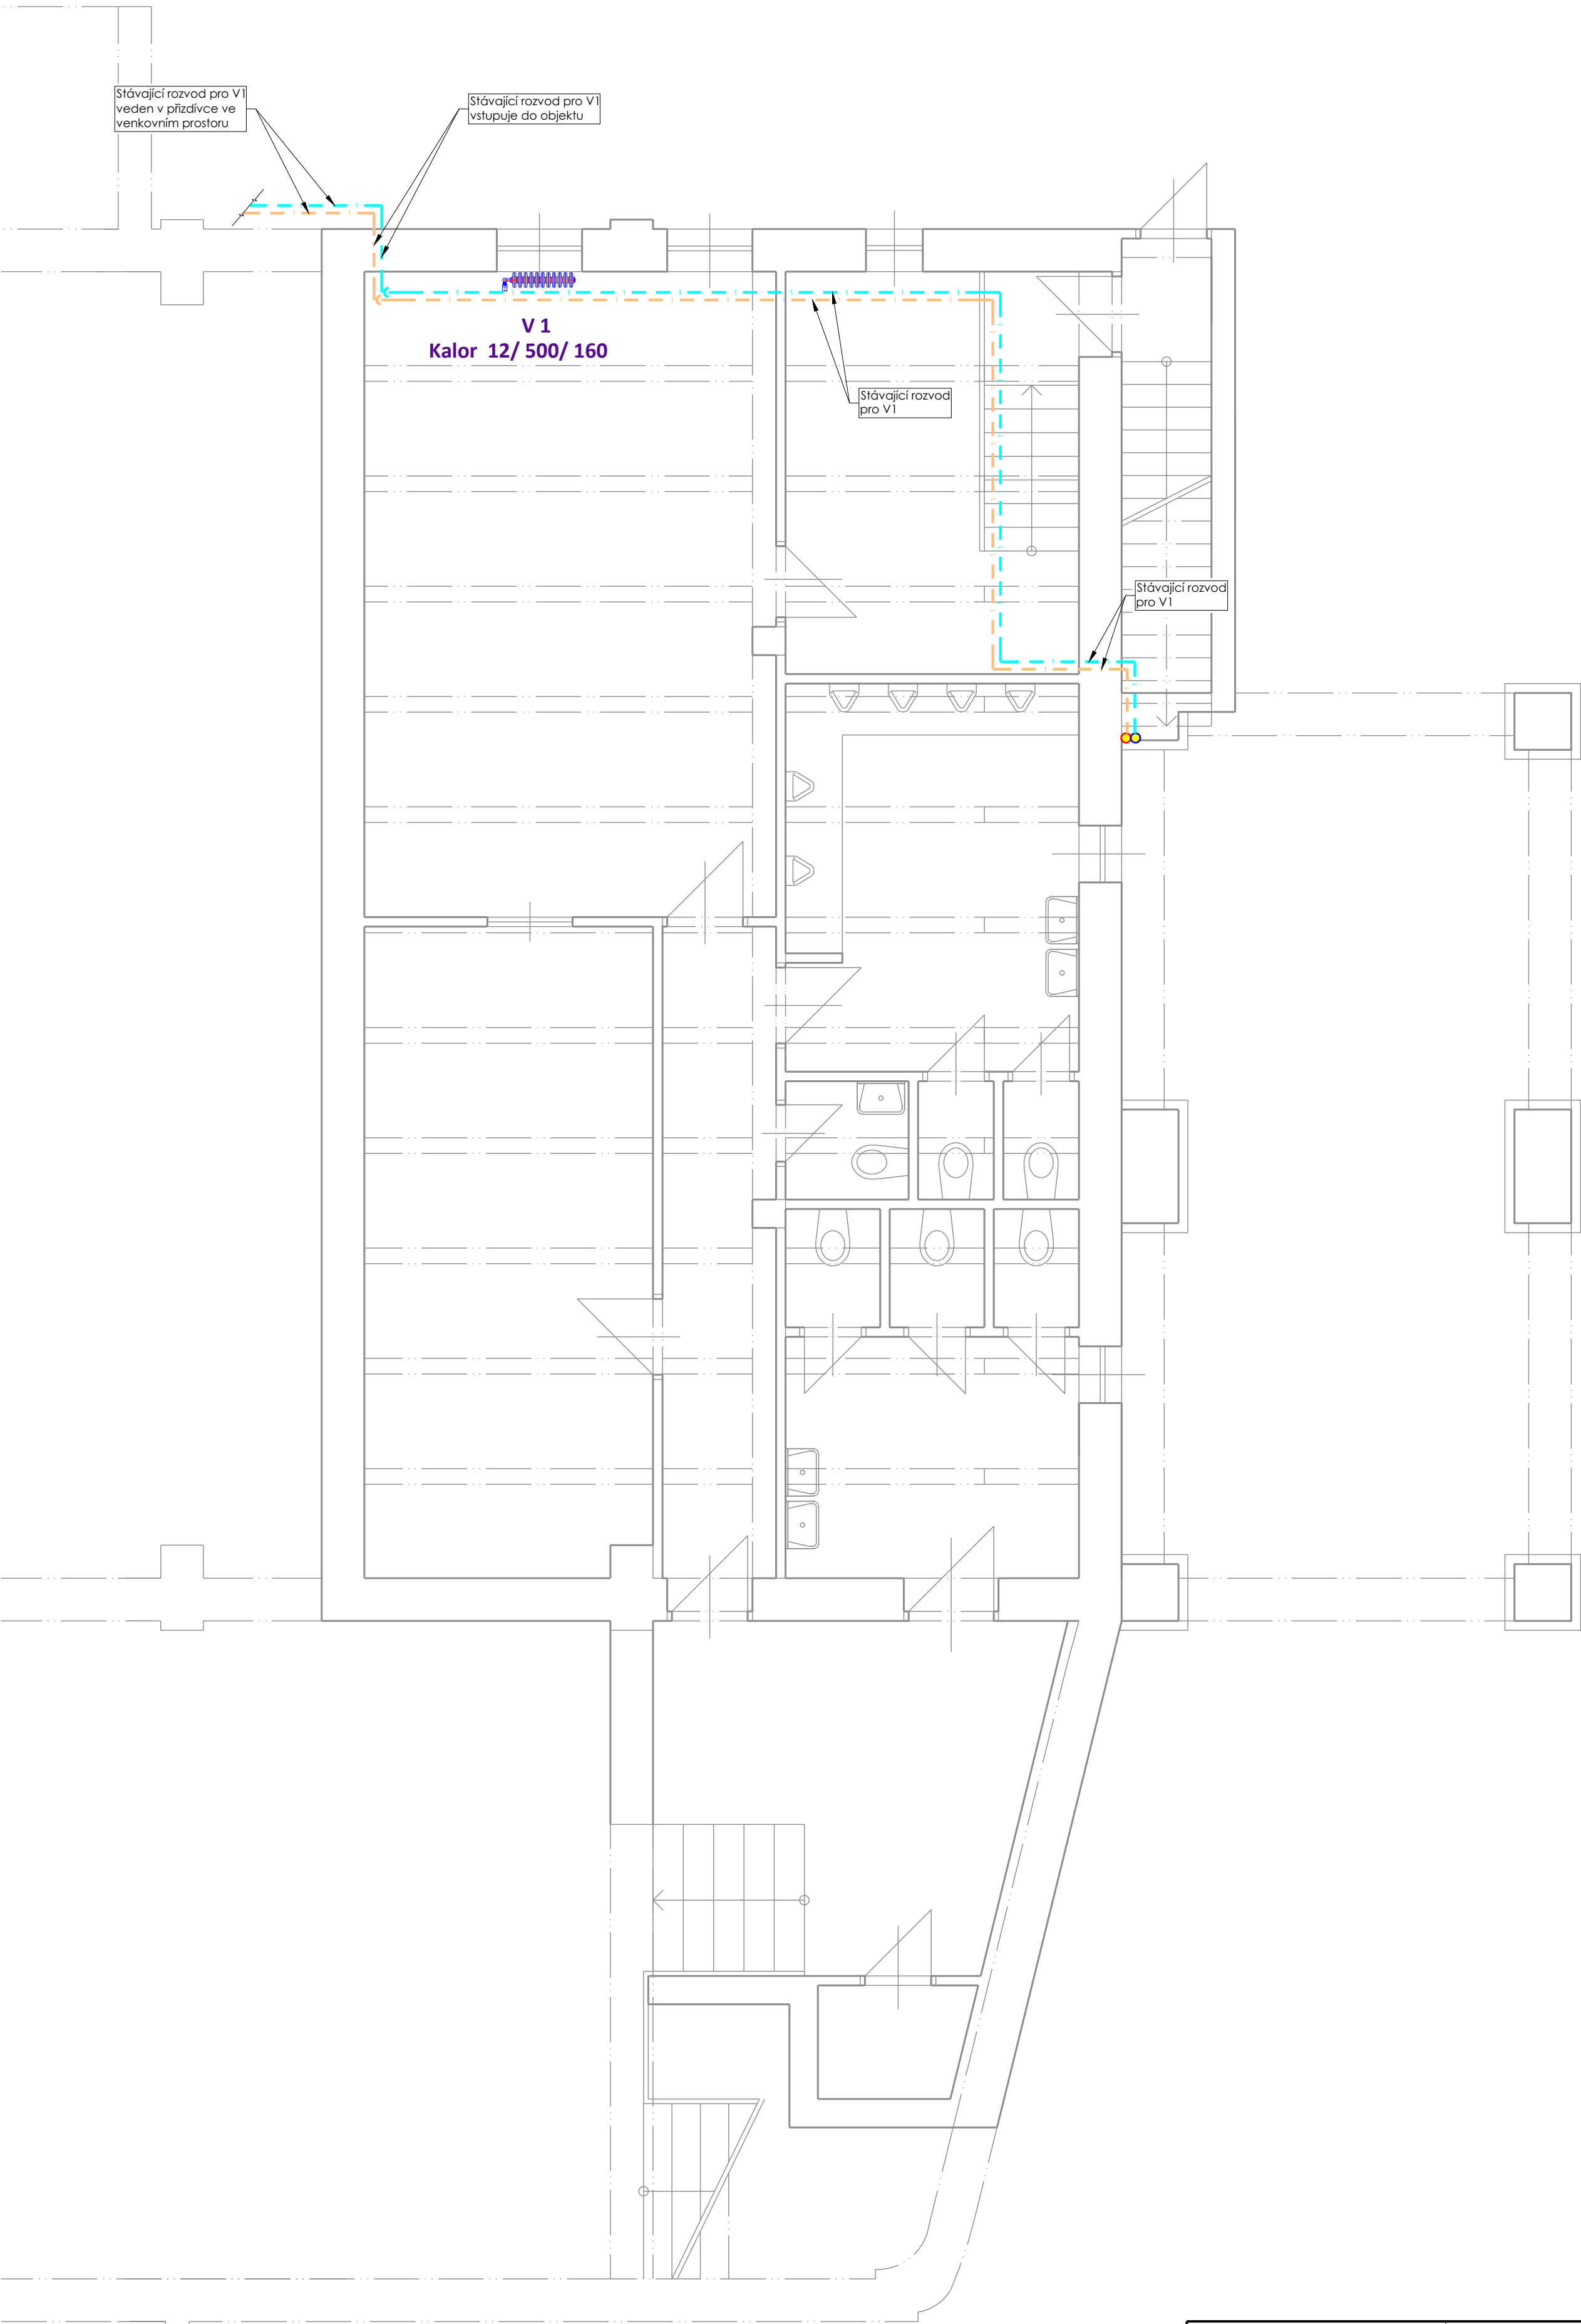 Stávající rozvod pro V1
veden v přizdívce ve
venkovním prostoru
Stávající rozvod pro V1
vstupuje do objektu
V 1
Kalor 12/ 500/ 160
Stávající rozvod
pro V1
Stávající rozvod
pro V1